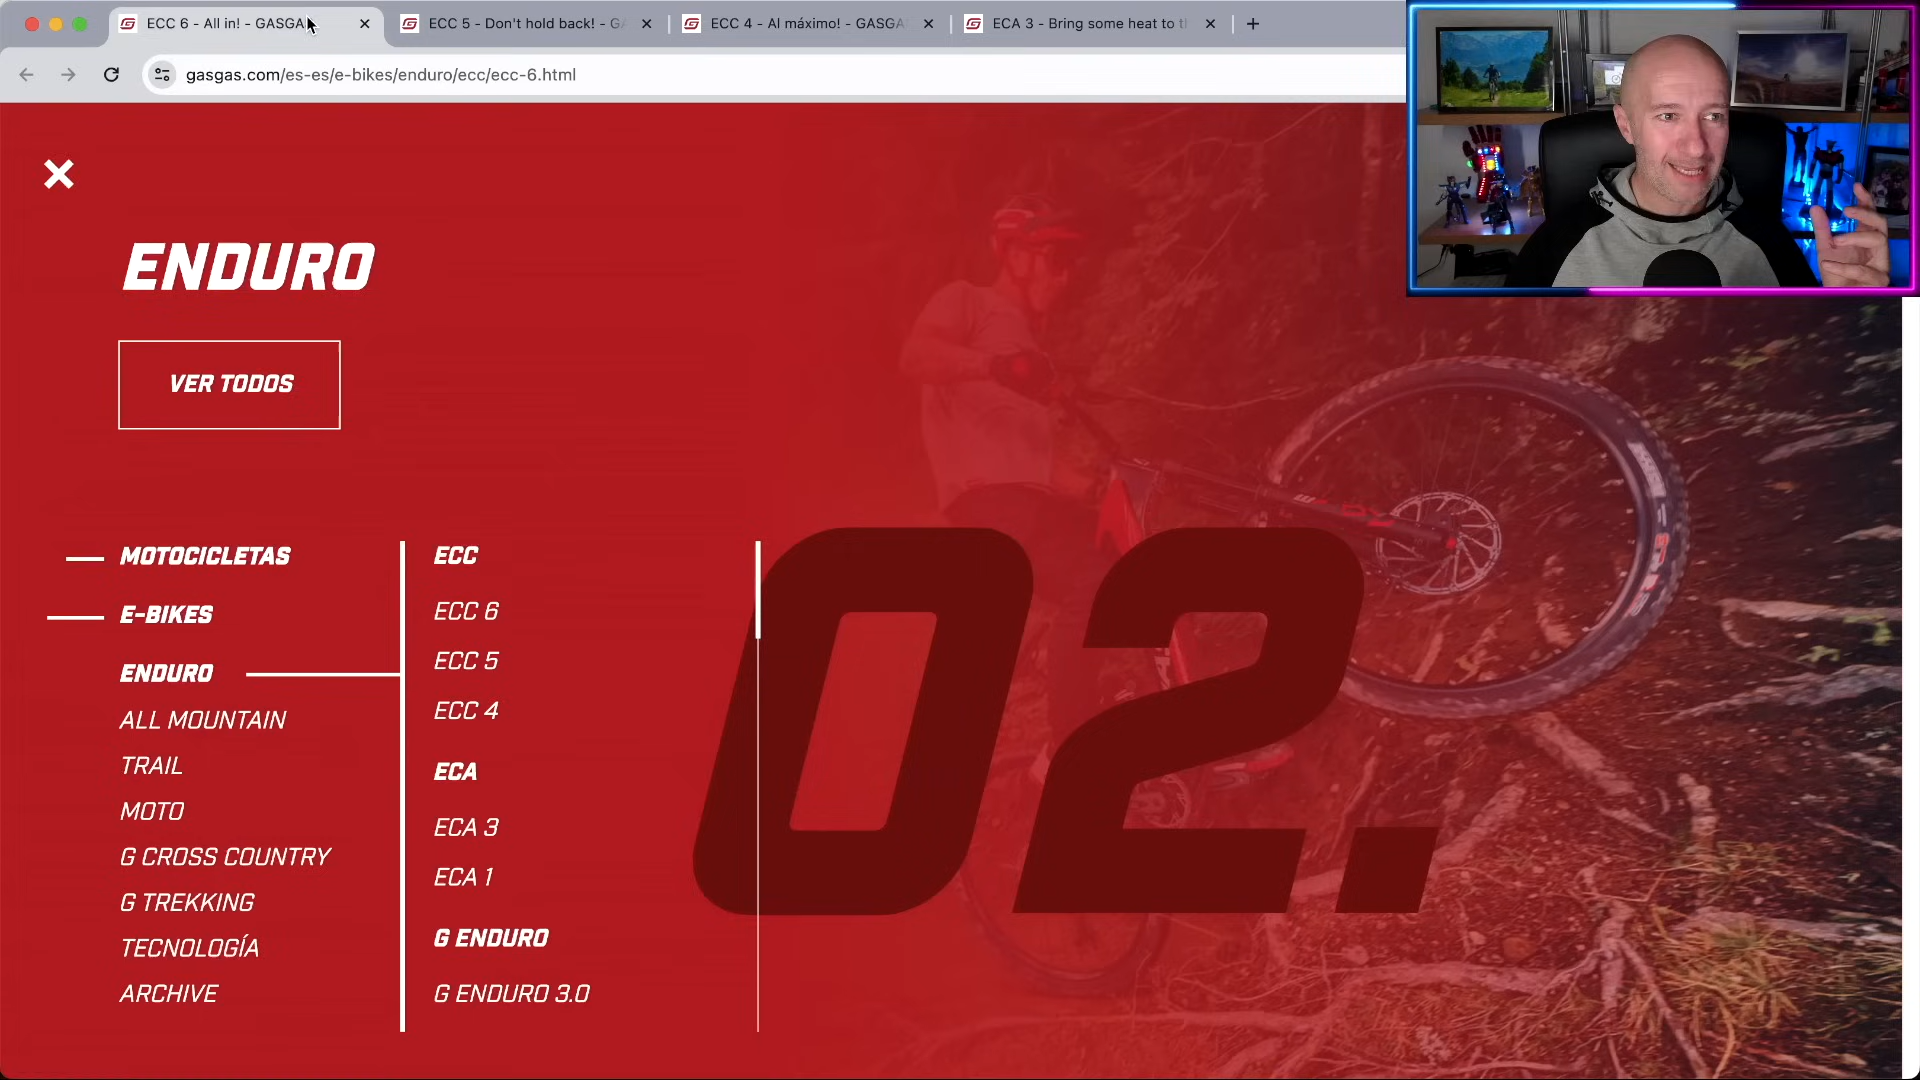 ECC 6 - All in! - GASGAS
ECC 5 - Don't hold back! - GA
ECC 4 - Al máximo! - GASGA
ECA 3 - Bring some heat to th
gasgas.com/es-es/e-bikes/enduro/ecc/ecc-6.html
ENDURO
VER TODOS
MOTOCICLETAS
E-BIKES
ENDURO
ALL MOUNTAIN
TRAIL
MOTO
G CROSS COUNTRY
G TREKKING
TECNOLOGÍA
ARCHIVE
ECC
ECC 6
ECC 5
ECC 4
ECA
ECA 3
ECA 1
G ENDURO
G ENDURO 3.0
02.